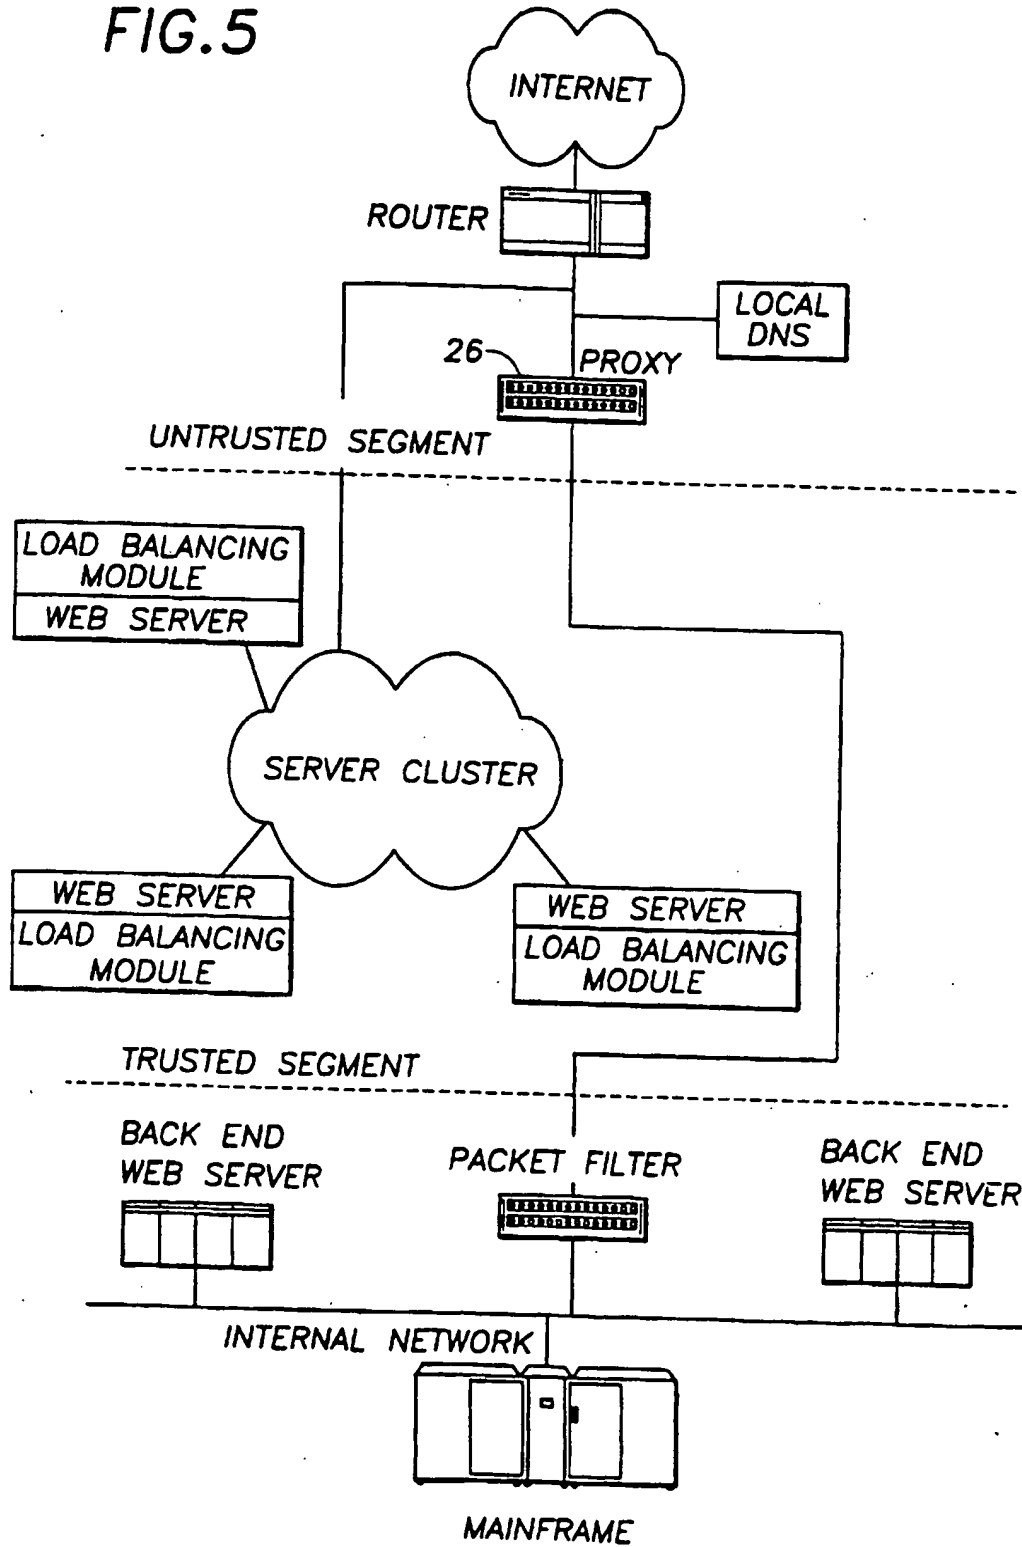 FIG.5
INTERNET
ROUTER
LOCAL
DNS
26
PROXY
UNTRUSTED SEGMENT
LOAD BALANCING
MODULE
WEB SERVER
SERVER CLUSTER
WEB SERVER
LOAD BALANCING
MODULE
WEB SERVER
LOAD BALANCING
MODULE
TRUSTED SEGMENT
BACK END
WEB SERVER
PACKET FILTER
BACK END
WEB SERVER
INTERNAL NETWORK
MAINFRAME